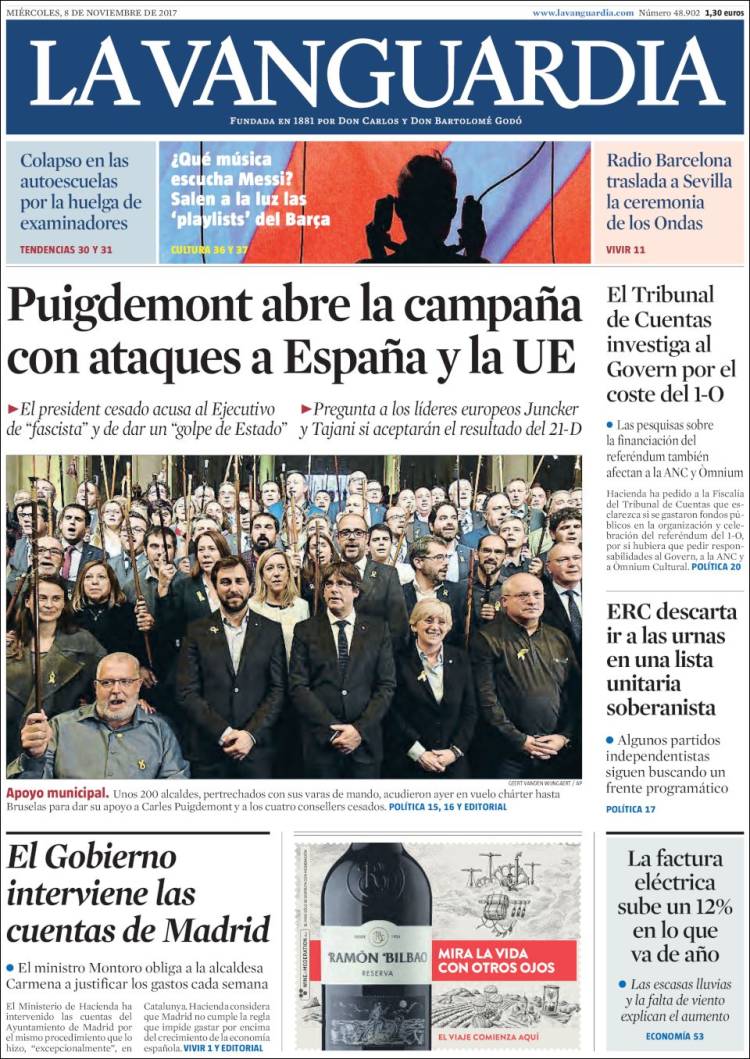 MIÉRCOLES, 8 DE NOVIEMBRE DE 2017
www.lavanguardia.com Número 48.902 1,30 euros
LA VANGUARDIA
FUNDADA EN 1881 POR DON CARLOS Y DON BARTOLOMÉ GODÓ
Colapso en las
autoescuelas
por la huelga de
examinadores
TENDENCIAS 30 Y 31
¿Qué música
escucha Messi?
Salen a la luz las
‘playlists’ del Barça
CULTURA 36 Y 37
Radio Barcelona
traslada a Sevilla
la ceremonia
de los Ondas
VIVIR 11
Puigdemont abre la campaña
con ataques a España y la UE
►El president cesado acusa al Ejecutivo
de “fascista” y de dar un “golpe de Estado”
►Pregunta a los líderes europeos Juncker
y Tajani si aceptarán el resultado del 21-D
GEERT VANDEN WIJNGAERT / AP
Apoyo municipal. Unos 200 alcaldes, pertrechados con sus varas de mando, acudieron ayer en vuelo chárter hasta
Bruselas para dar su apoyo a Carles Puigdemont y a los cuatro consellers cesados. POLÍTICA 15, 16 Y EDITORIAL
El Tribunal
de Cuentas
investiga al
Govern por el
coste del 1-O
• Las pesquisas sobre
la financiación del
referéndum también
afectan a la ANC y Òmnium
Hacienda ha pedido a la Fiscalía
del Tribunal de Cuentas que es-
clarezca si se gastaron fondos pú-
blicos en la organización y cele-
bración del referéndum del 1-O,
por si hubiera que pedir respon-
sabilidades al Govern, a la ANC y
a Òmnium Cultural. POLÍTICA 20
ERC descarta
ir a las urnas
en una lista
unitaria
soberanista
• Algunos partidos
independentistas
siguen buscando un
frente programático
POLÍTICA 17
El Gobierno
interviene las
cuentas de Madrid
• El ministro Montoro obliga a la alcaldesa
Carmena a justificar los gastos cada semana
El Ministerio de Hacienda ha
intervenido las cuentas del
Ayuntamiento de Madrid por
el mismo procedimiento que lo
hizo, “excepcionalmente”, en
Catalunya, Hacienda considera
que Madrid no cumple la regla
que impide gastar por encima
del crecimiento de la economía
española. VIVIR 1 Y EDITORIAL
WINE in MODERATION
DESDE 1924
RAMÓN BILBAO
RESERVA
MIRA LA VIDA
CON OTROS OJOS
EL VIAJE COMIENZA AQUÍ
La factura
eléctrica
sube un 12%
en lo que
va de año
• Las escasas lluvias
y la falta de viento
explican el aumento
ECONOMÍA 53